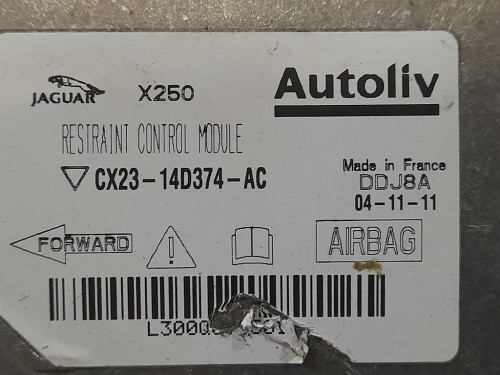 JAGUAR X250 Autoliv
RESTRAINT CONTROL MODULE
CX23-14D374-AC
Made in France
DDJ8A
04-11-11
FORWARD AIRBAG